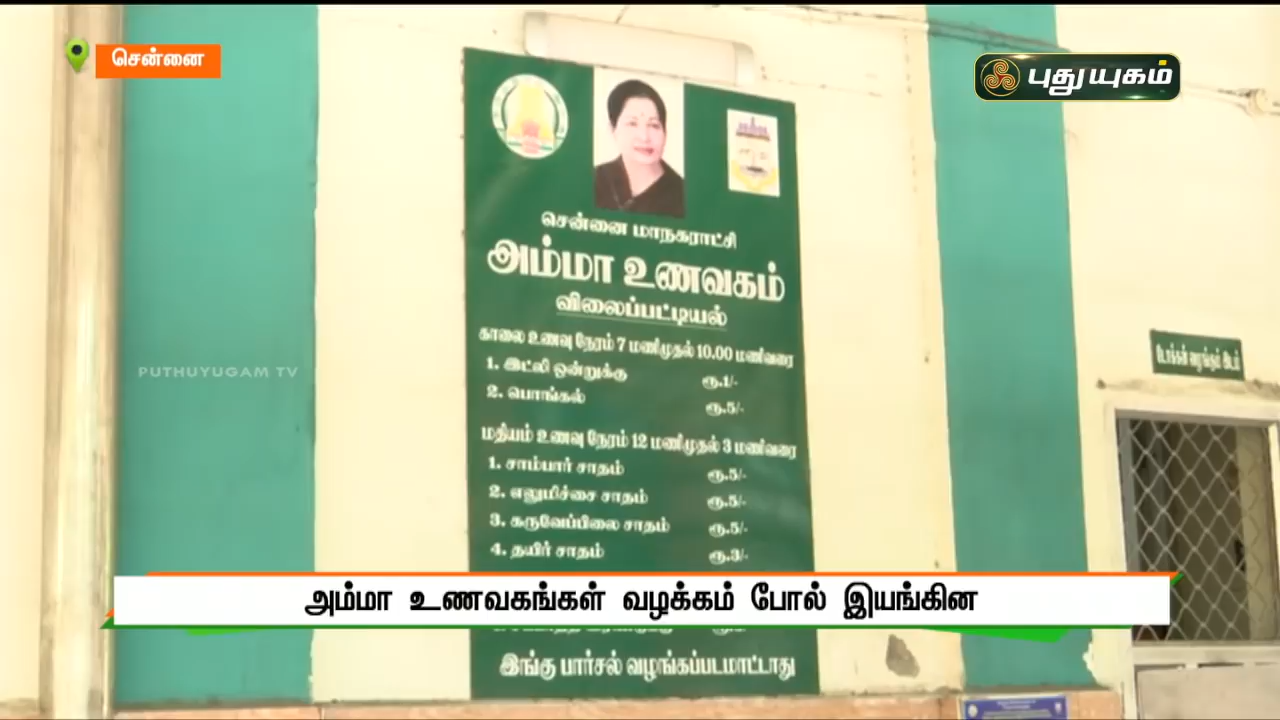 சென்னை
புதுயுகம்
சென்னை மாநகராட்சி
அம்மா உணவகம்
விலைப்பட்டியல்
காலை உணவு நேரம் 7 மணிமுதல் 10.00 மணிவரை
1. இட்லி ஒன்றுக்கு ரூ.1/-
2. பொங்கல் ரூ.5/-
மதியம் உணவு நேரம் 12 மணிமுதல் 3 மணிவரை
1. சாம்பார் சாதம் ரூ.5/-
2. எலுமிச்சை சாதம் ரூ.5/-
3. கருவேப்பிலை சாதம் ரூ.5/-
4. தயிர் சாதம் ரூ.3/-
இங்கு பார்சல் வழங்கப்படமாட்டாது
டோக்கன் வழங்கும் இடம்
PUTHUYUGAM TV
அம்மா உணவகங்கள் வழக்கம் போல் இயங்கின